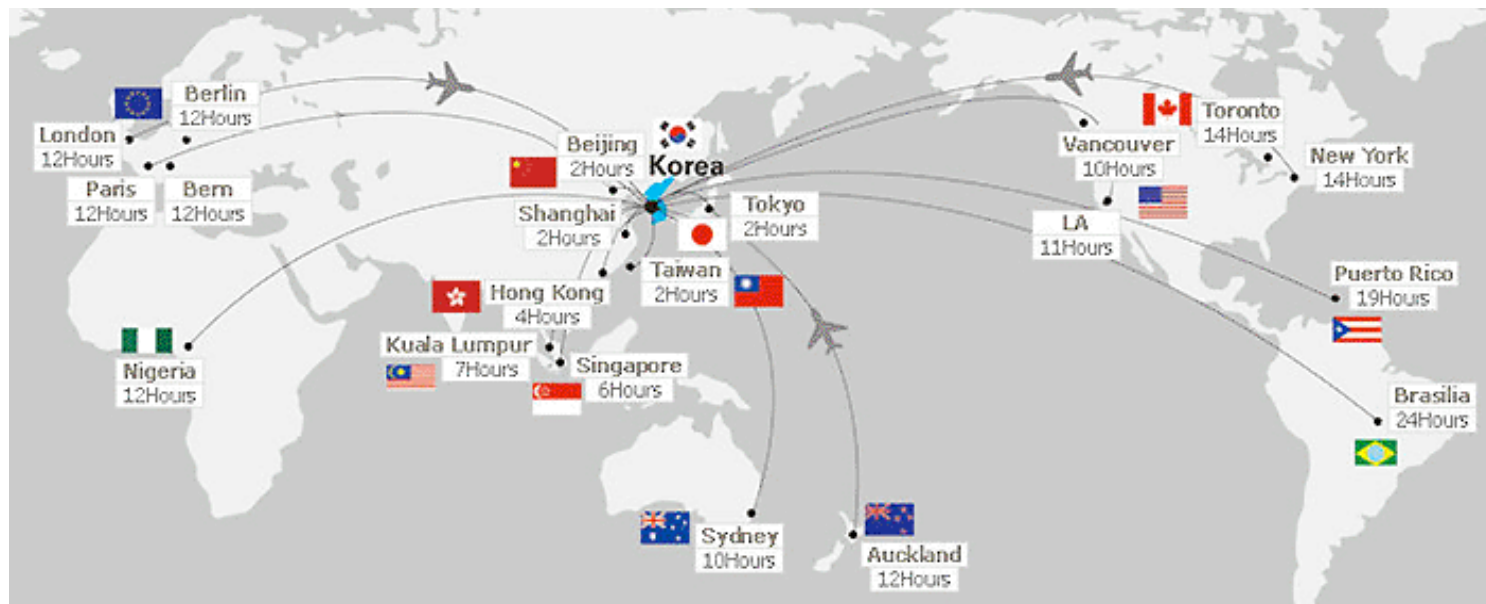 Berlin
12Hours
London
12Hours
Paris
12Hours
Bern
12Hours
Beijing
2Hours
Korea
Shanghai
2Hours
Tokyo
2Hours
Taiwan
2Hours
Hong Kong
4Hours
Kuala Lumpur
7Hours
Singapore
6Hours
Nigeria
12Hours
Sydney
10Hours
Auckland
12Hours
Vancouver
10Hours
Toronto
14Hours
New York
14Hours
LA
11Hours
Puerto Rico
19Hours
Brasilia
24Hours